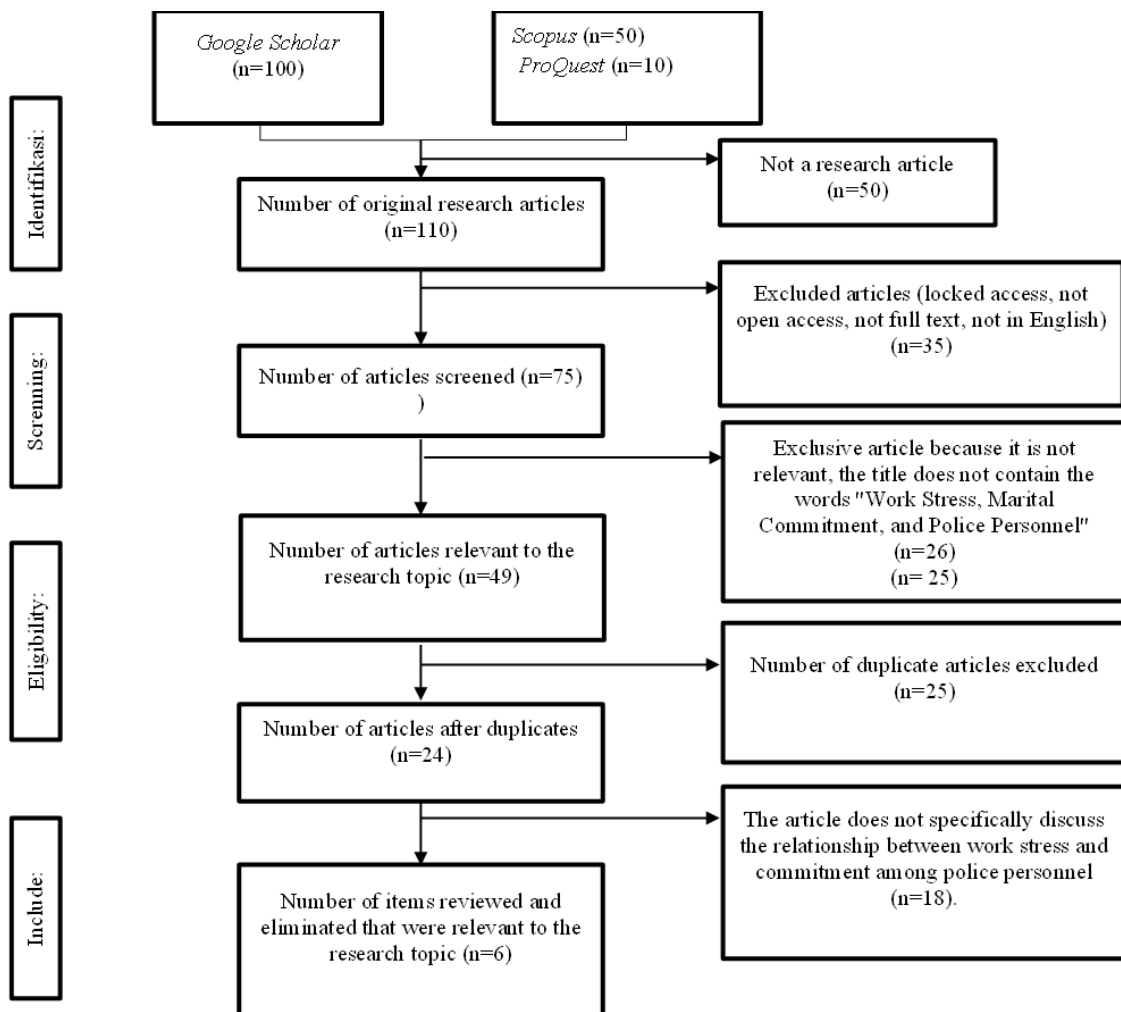 Google Scholar
(n=100)
Scopus (n=50)
ProQuest (n=10)
Identifikasi:
Not a research article
(n=50)
Number of original research articles
(n=110)
Excluded articles (locked access, not
open access, not full text, not in English)
(n=35)
Screnning:
Number of articles screened (n=75)
)
Exclusive article because it is not
relevant, the title does not contain the
words "Work Stress, Marital
Commitment, and Police Personnel"
(n=26)
(n= 25)
Eligibility:
Number of articles relevant to the
research topic (n=49)
Number of duplicate articles excluded
(n=25)
Number of articles after duplicates
(n=24)
The article does not specifically discuss
the relationship between work stress and
commitment among police personnel
(n=18).
Include:
Number of items reviewed and
eliminated that were relevant to the
research topic (n=6)